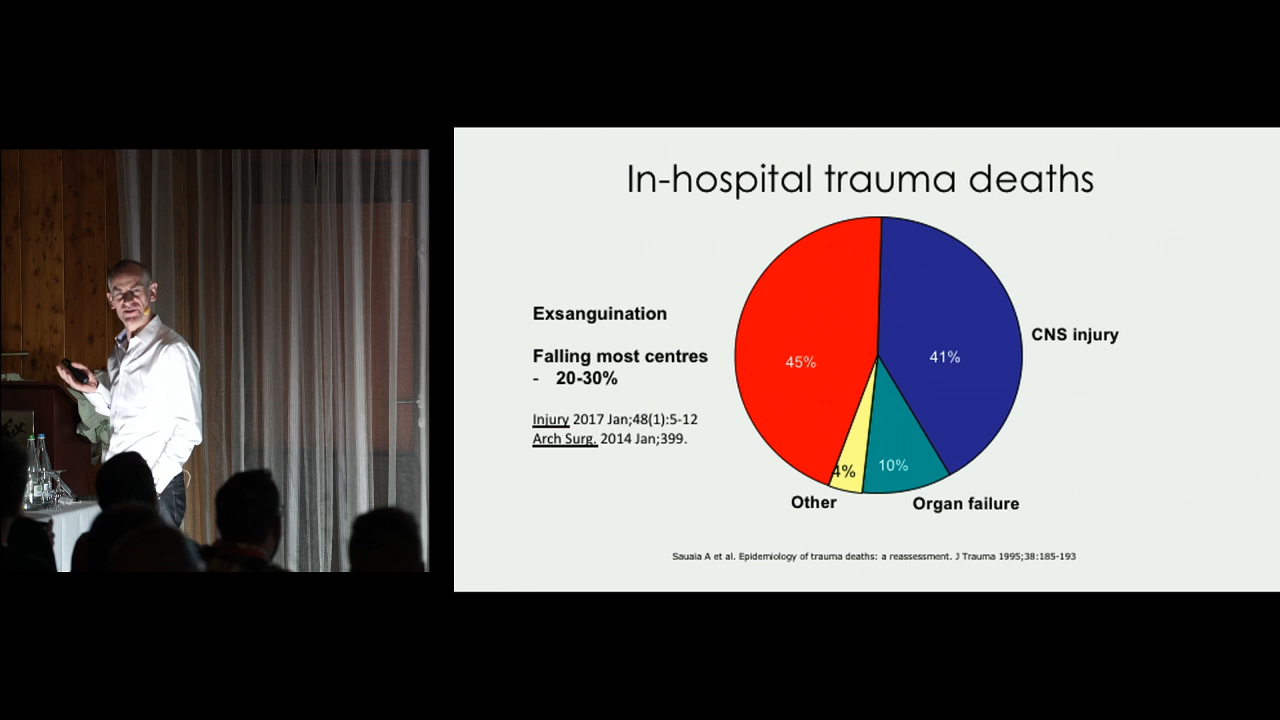 In-hospital trauma deaths
Exsanguination
Falling most centres
- 20-30%
Injury 2017 Jan;48(1):5-12
Arch Surg. 2014 Jan;399.
45%
41%
CNS injury
4%
10%
Other
Organ failure
Sauaia A et al. Epidemiology of trauma deaths: a reassessment. J Trauma 1995;38:185-193